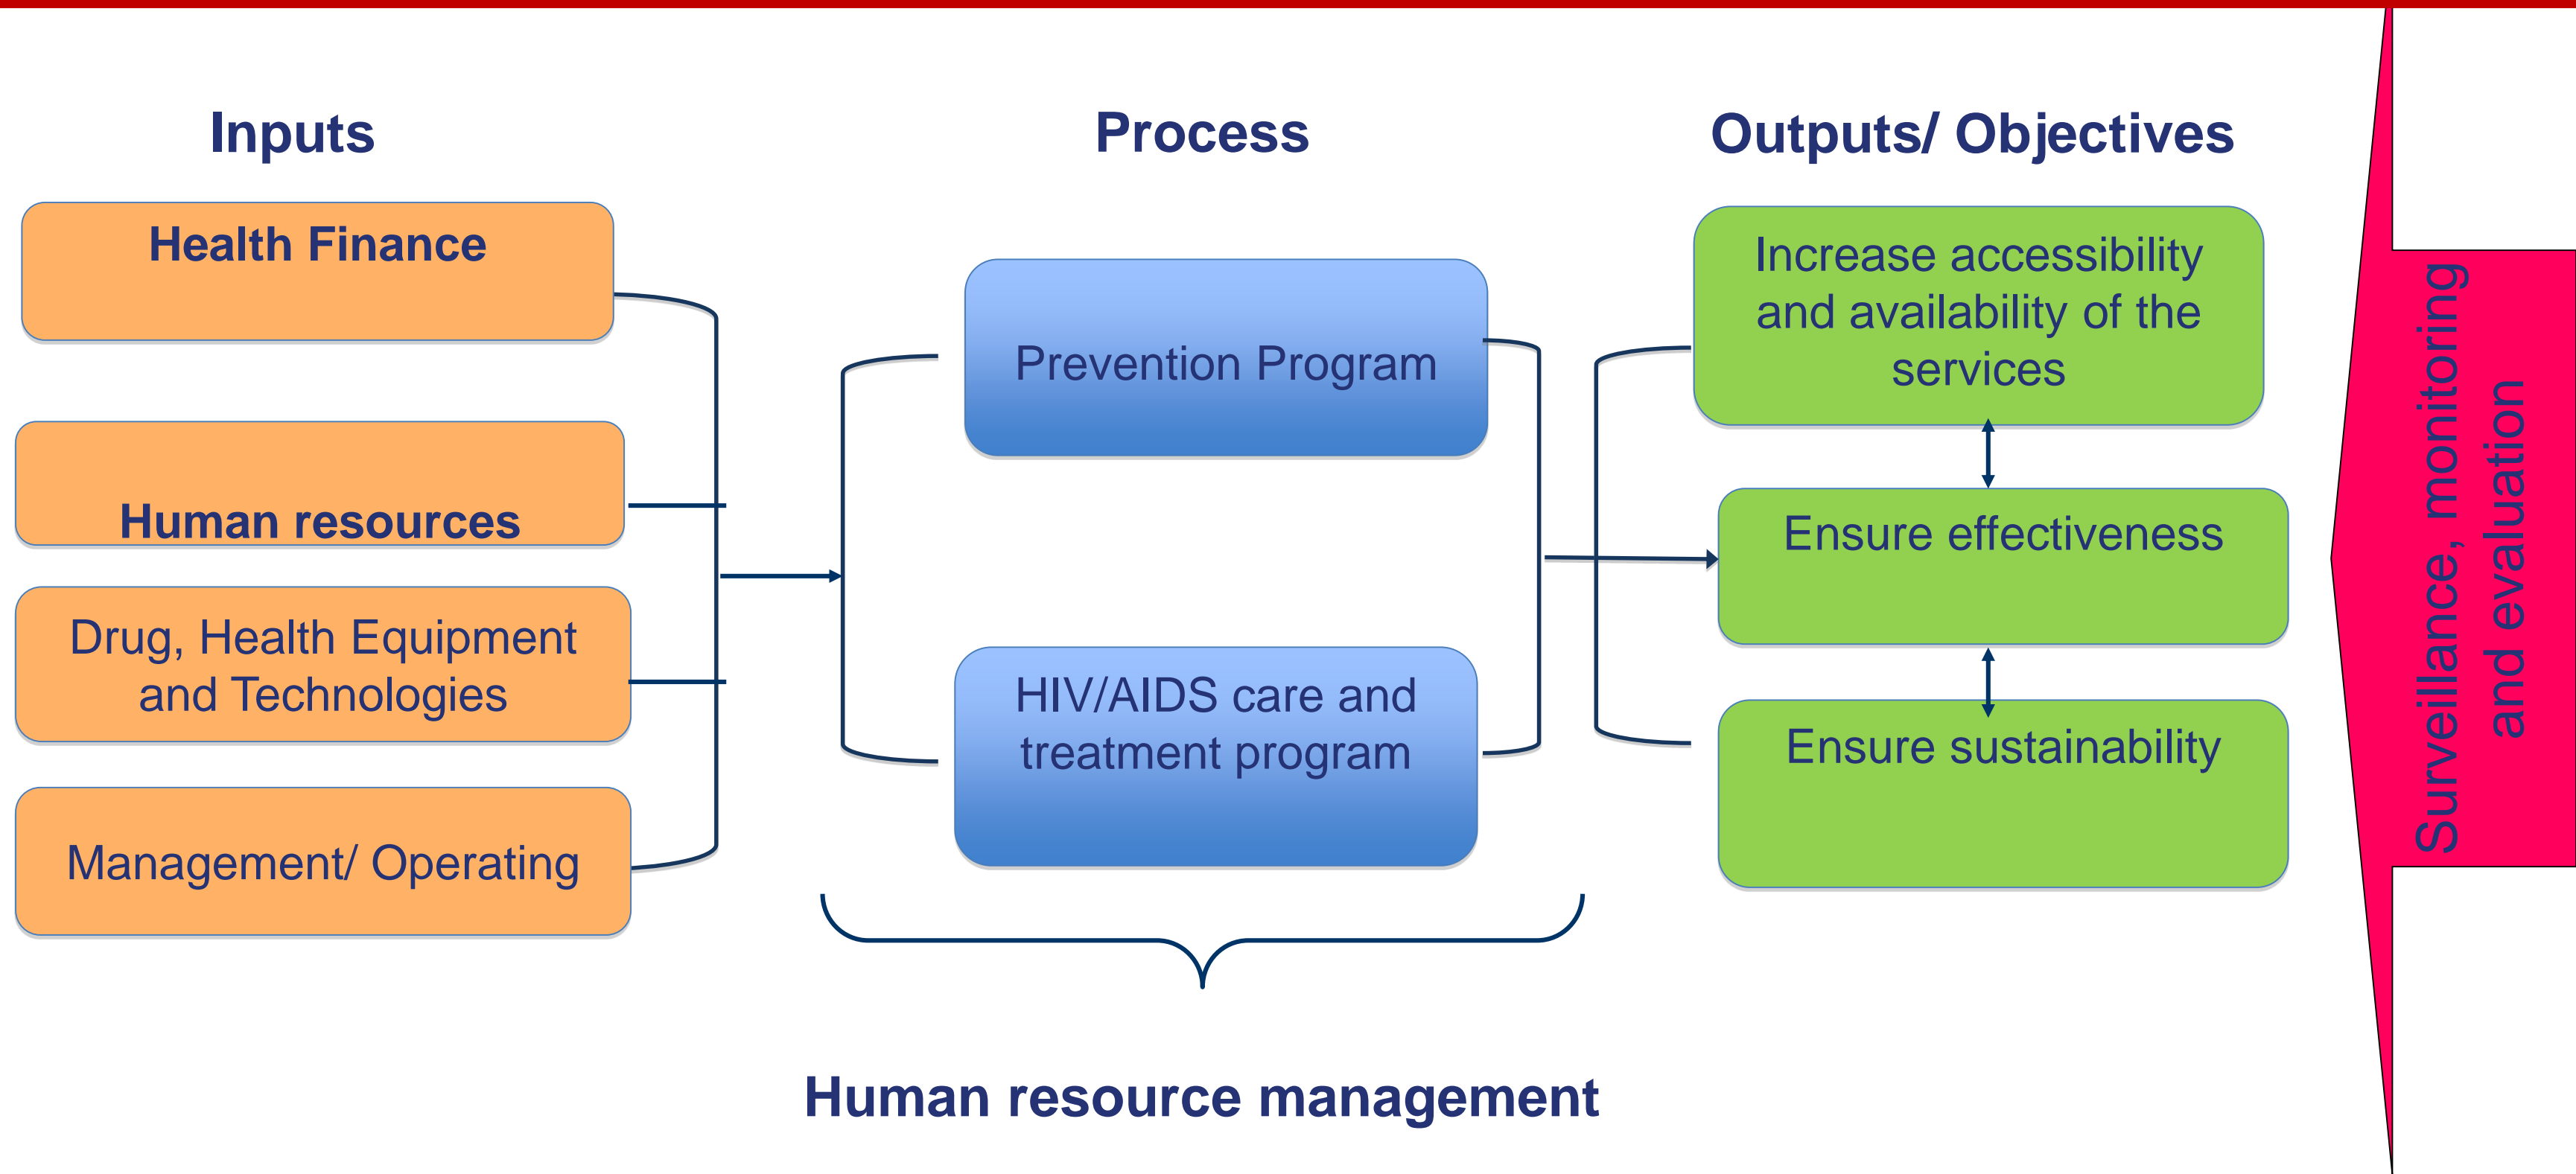 Inputs
Process
Outputs/ Objectives
Health Finance
Human resources
Drug, Health Equipment
and Technologies
Management/ Operating
Prevention Program
HIV/AIDS care and
treatment program
Increase accessibility
and availability of the
services
Ensure effectiveness
Ensure sustainability
Surveillance, monitoring
and evaluation
Human resource management